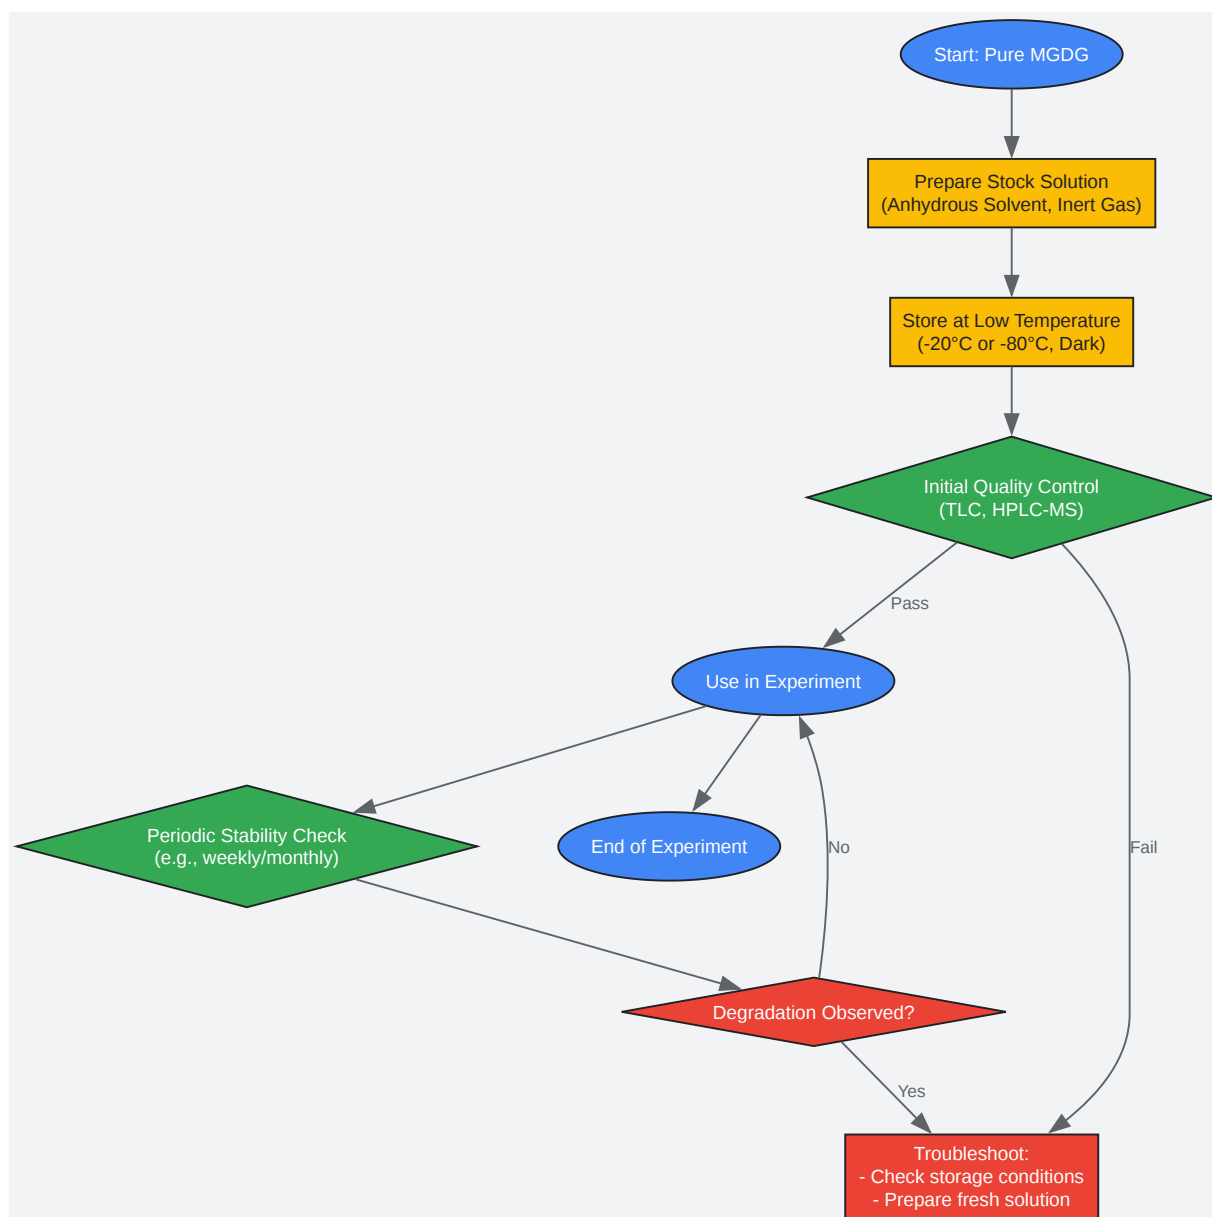 Start: Pure MGDG
Prepare Stock Solution
(Anhydrous Solvent, Inert Gas)
Store at Low Temperature
(-20°C or -80°C, Dark)
Initial Quality Control
(TLC, HPLC-MS)
Pass
Use in Experiment
Periodic Stability Check
(e.g., weekly/monthly)
End of Experiment
No
Fail
Degradation Observed?
Yes
Troubleshoot:
- Check storage conditions
- Prepare fresh solution